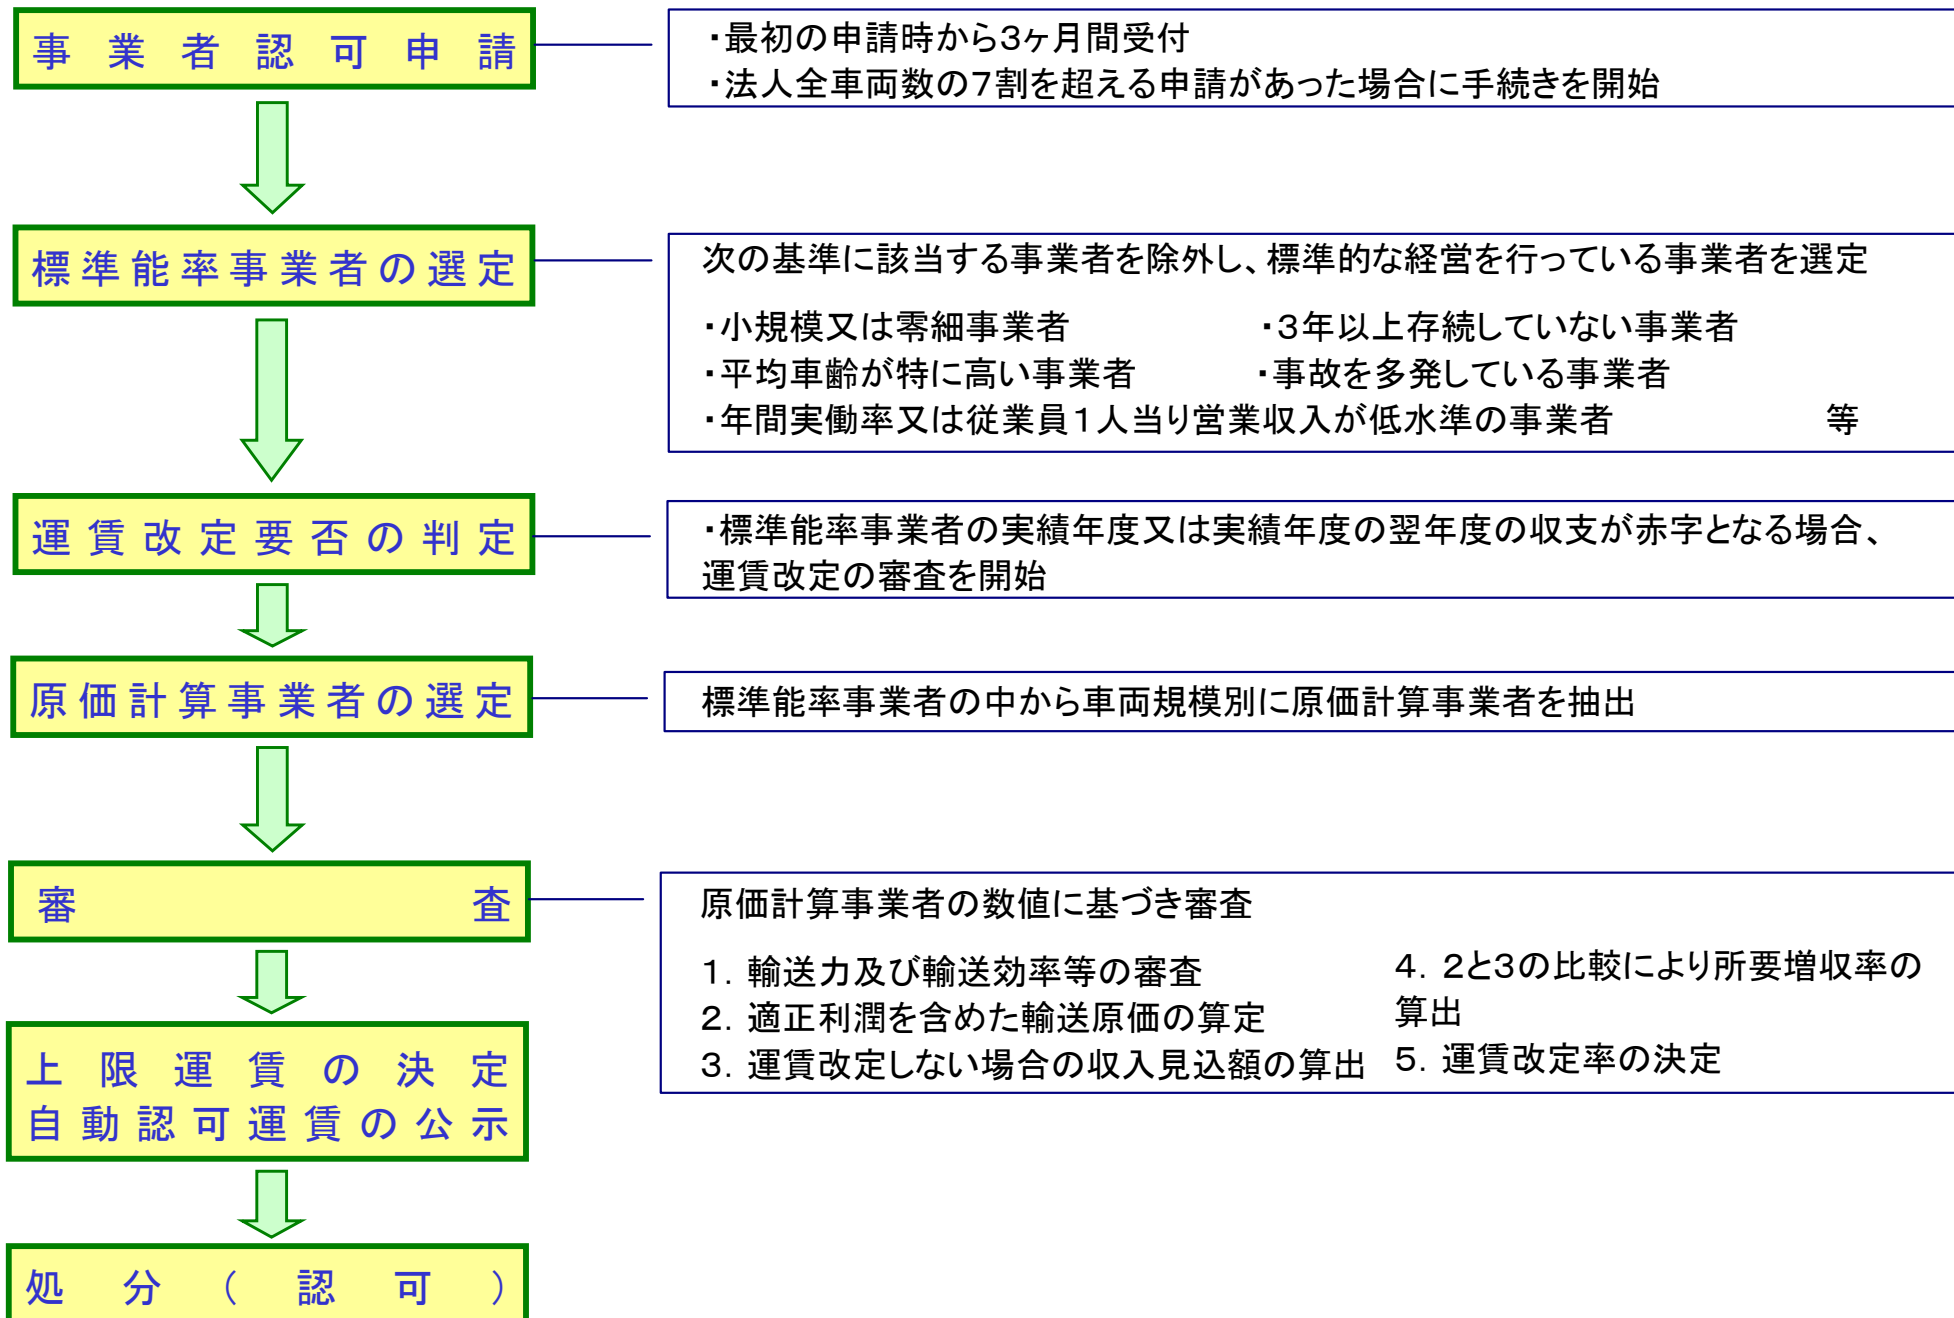 事業者認可申請
・最初の申請時から3ヶ月間受付
・法人全車両数の7割を超える申請があった場合に手続きを開始
標準能率事業者の選定
次の基準に該当する事業者を除外し、標準的な経営を行っている事業者を選定
・小規模又は零細事業者 ・3年以上存続していない事業者
・平均車齢が特に高い事業者 ・事故を多発している事業者
・年間実働率又は従業員1人当り営業収入が低水準の事業者 等
運賃改定要否の判定
・標準能率事業者の実績年度又は実績年度の翌年度の収支が赤字となる場合、
運賃改定の審査を開始
原価計算事業者の選定
標準能率事業者の中から車両規模別に原価計算事業者を抽出
審査
原価計算事業者の数値に基づき審査
1. 輸送力及び輸送効率等の審査
2. 適正利潤を含めた輸送原価の算定
3. 運賃改定しない場合の収入見込額の算出
4. 2と3の比較により所要増収率の
算出
5. 運賃改定率の決定
上限運賃の決定
自動認可運賃の公示
処分(認可)